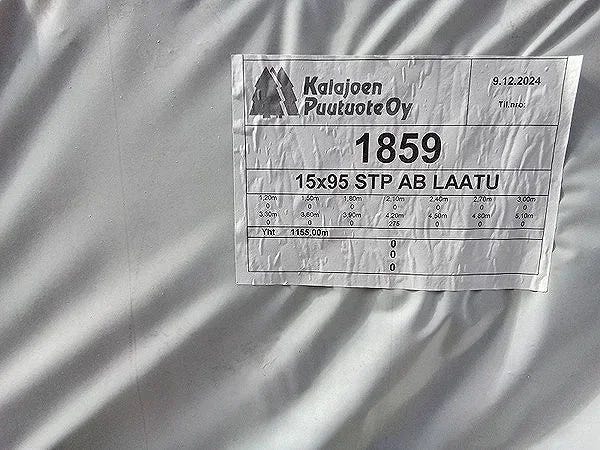 Kalajoen
Puutuote Oy
9.12.2024
Til.nro:
1859
15x95 STP AB LAATU
1,20m 1,50m 1,80m 2,10m 2,40m 2,70m 3,00m
0 0 0 0 0 0 0
3,30m 3,60m 3,90m 4,20m 4,50m 4,80m 5,10m
0 0 0 275 0 0 0
Yht 1155,00m
0
0
0